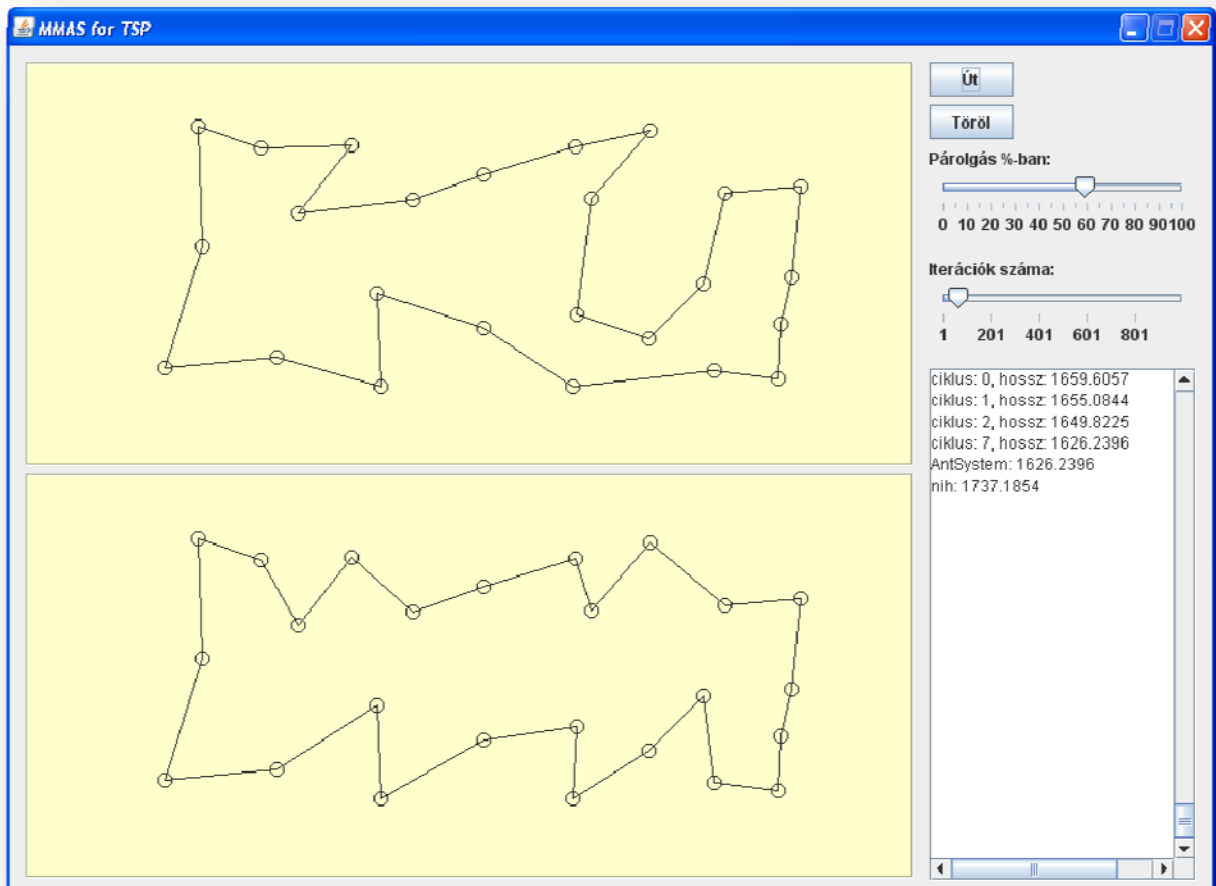 MMAS for TSP
Út
Töröl
Párolgás %-ban:
0 10 20 30 40 50 60 70 80 90100
Iterációk száma:
1 201 401 601 801
ciklus: 0, hossz: 1659.6057
ciklus: 1, hossz: 1655.0844
ciklus: 2, hossz: 1649.8225
ciklus: 7, hossz: 1626.2396
AntSystem: 1626.2396
nih: 1737.1854